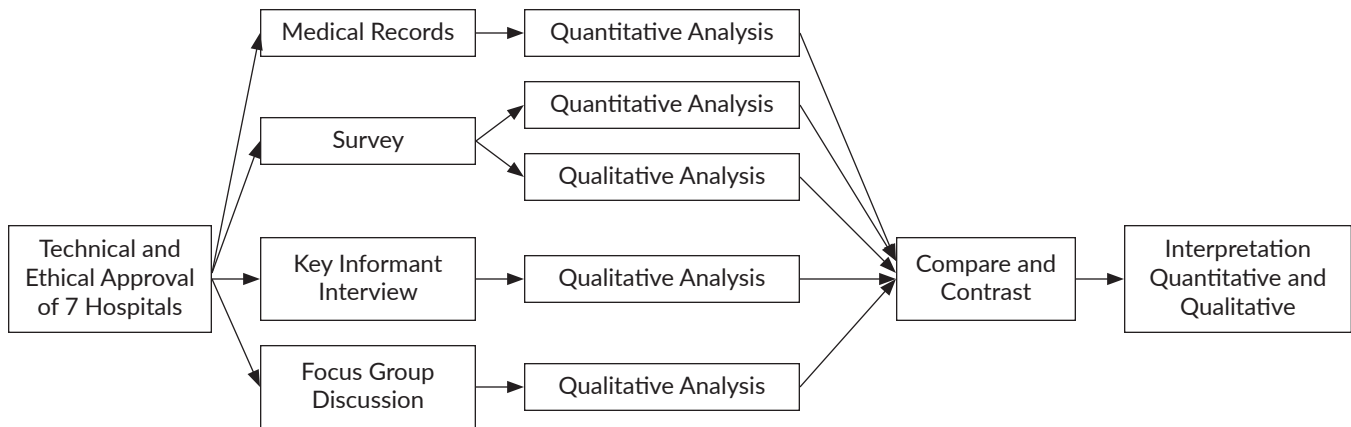 Medical Records
Quantitative Analysis
Quantitative Analysis
Survey
Qualitative Analysis
Technical and
Ethical Approval
of 7 Hospitals
Key Informant
Interview
Qualitative Analysis
Compare and
Contrast
Interpretation
Quantitative and
Qualitative
Focus Group
Discussion
Qualitative Analysis